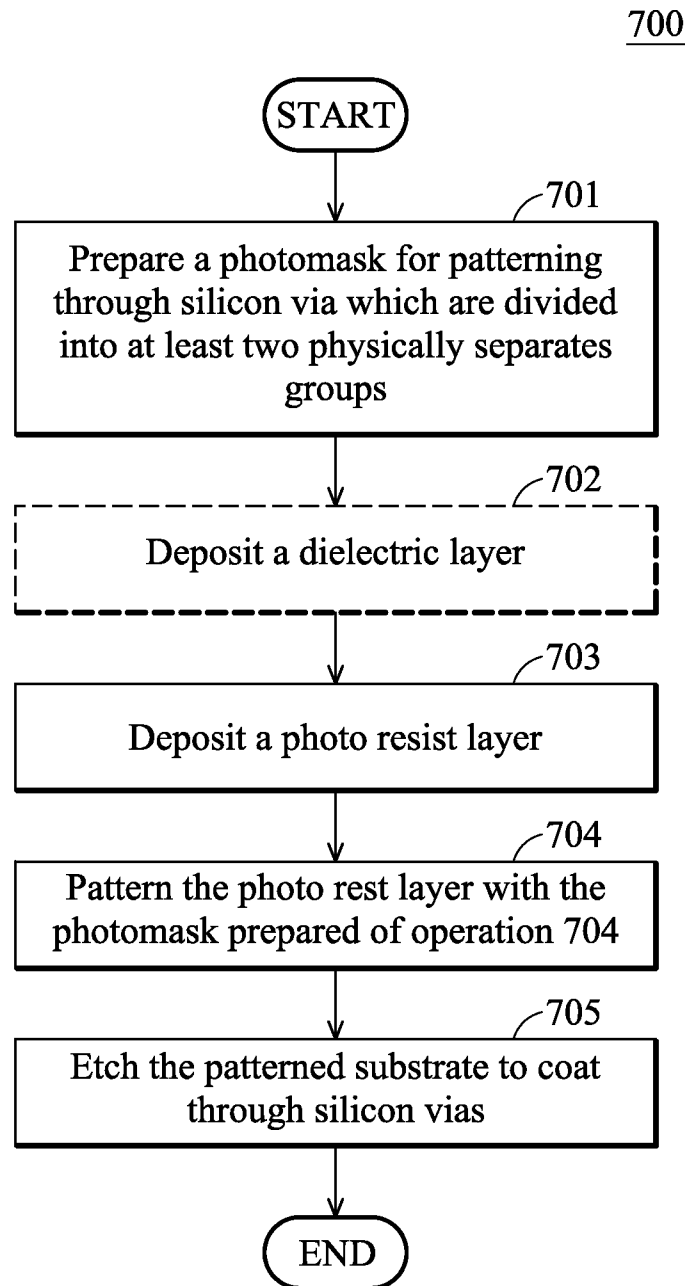 700
START
701
Prepare a photomask for patterning
through silicon via which are divided
into at least two physically separates
groups
702
Deposit a dielectric layer
703
Deposit a photo resist layer
704
Pattern the photo rest layer with the
photomask prepared of operation 704
705
Etch the patterned substrate to coat
through silicon vias
END